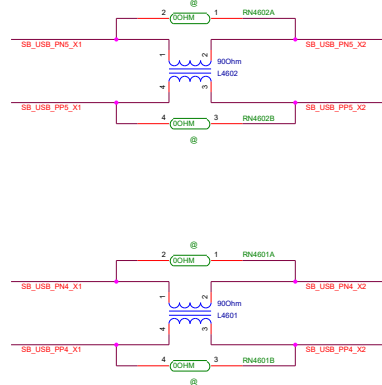 @
2 0OHM 1 RN4602A
SB_USB_PN5_X1 SB_USB_PN5_X2
1 2
90Ohm
L4602
4 3
SB_USB_PP5_X1 SB_USB_PP5_X2
4 0OHM 3 RN4602B
@
@
2 0OHM 1 RN4601A
SB_USB_PN4_X1 SB_USB_PN4_X2
1 2
90Ohm
L4601
4 3
SB_USB_PP4_X1 SB_USB_PP4_X2
4 0OHM 3 RN4601B
@